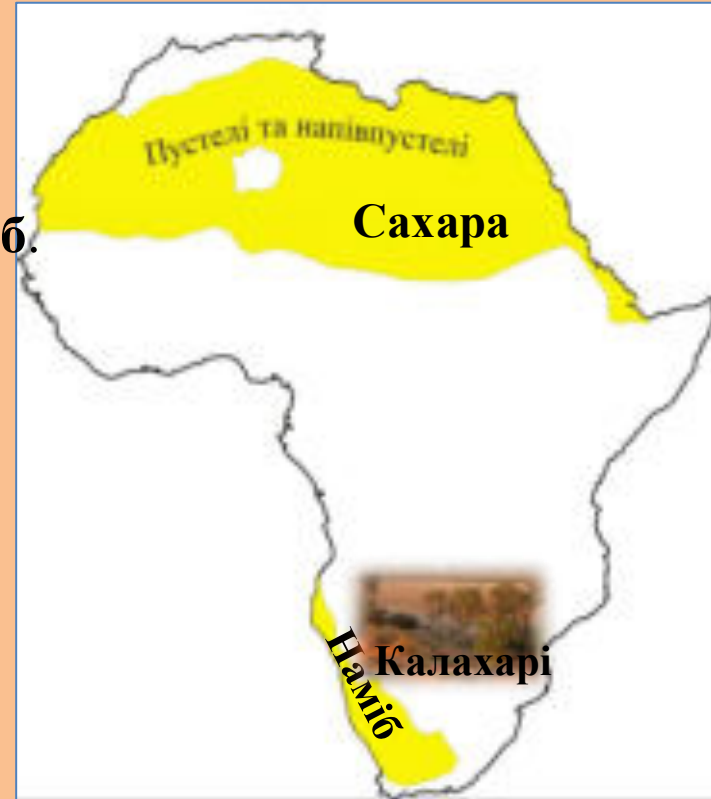 Пустелі та напівпустелі
Сахара
б.
Калахарі
Наміб